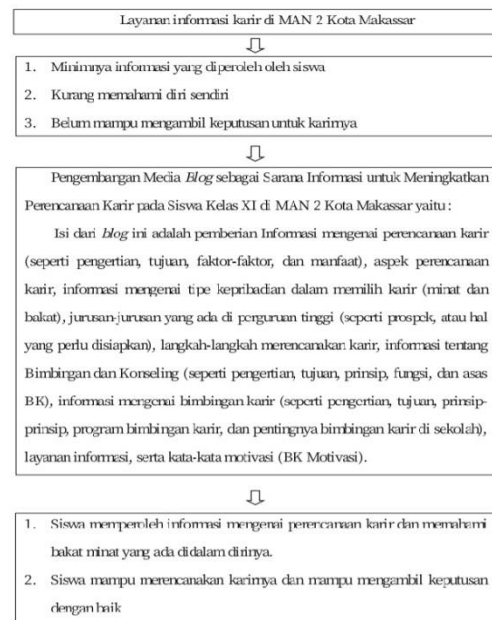 Layanan informasi karir di MAN 2 Kota Makassar
1. Minimnya informasi yang diperoleh oleh siswa
2. Kurang memahami diri sendiri
3. Belum mampu mengambil keputusan untuk karirnya
Pengembangan Media Blog sebagai Sarana Informasi untuk Meningkatkan
Perencanaan Karir pada Siswa Kelas XI di MAN 2 Kota Makassar yaitu :
Isi dari blog ini adalah pemberian Informasi mengenai perencanaan karir
(seperti pengertian, tujuan, faktor-faktor, dan manfaat), aspek perencanaan
karir, informasi mengenai tipe kepribadian dalam memilih karir (minat dan
bakat), jurusan-jurusan yang ada di perguruan tinggi (seperti prospek, atau hal
yang perlu disiapkan), langkah-langkah merencanakan karir, informasi tentang
Bimbingan dan Konseling (seperti pengertian, tujuan, prinsip, fungsi, dan asas
BK), informasi mengenai bimbingan karir (seperti pengertian, tujuan, prinsip-
prinsip, program bimbingan karir, dan pentingnya bimbingan karir di sekolah),
layanan informasi, serta kata-kata motivasi (BK Motivasi).
1. Siswa memperoleh informasi mengenai perencanaan karir dan memahami
bakat minat yang ada didalam dirinya.
2. Siswa mampu merencanakan karirnya dan mampu mengambil keputusan
dengan baik